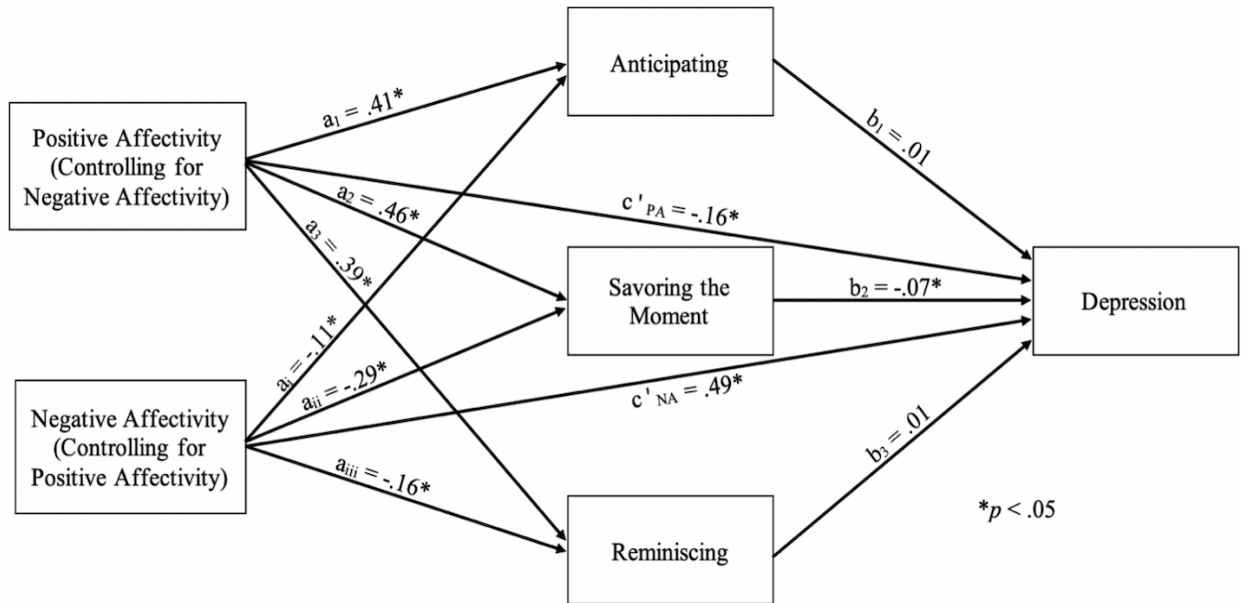 Anticipating
Positive Affectivity
(Controlling for
Negative Affectivity)
a₁ = .41*
b₁ = .01
a₂ = .46*
c'PA = -.16*
a₃ = .39*
Savoring the
Moment
b₂ = -.07*
Depression
aᵢ = -.11*
aᵢᵢ = -.29*
c'NA = .49*
Negative Affectivity
(Controlling for
Positive Affectivity)
aᵢᵢᵢ = -.16*
b₃ = .01
Reminiscing
*p < .05